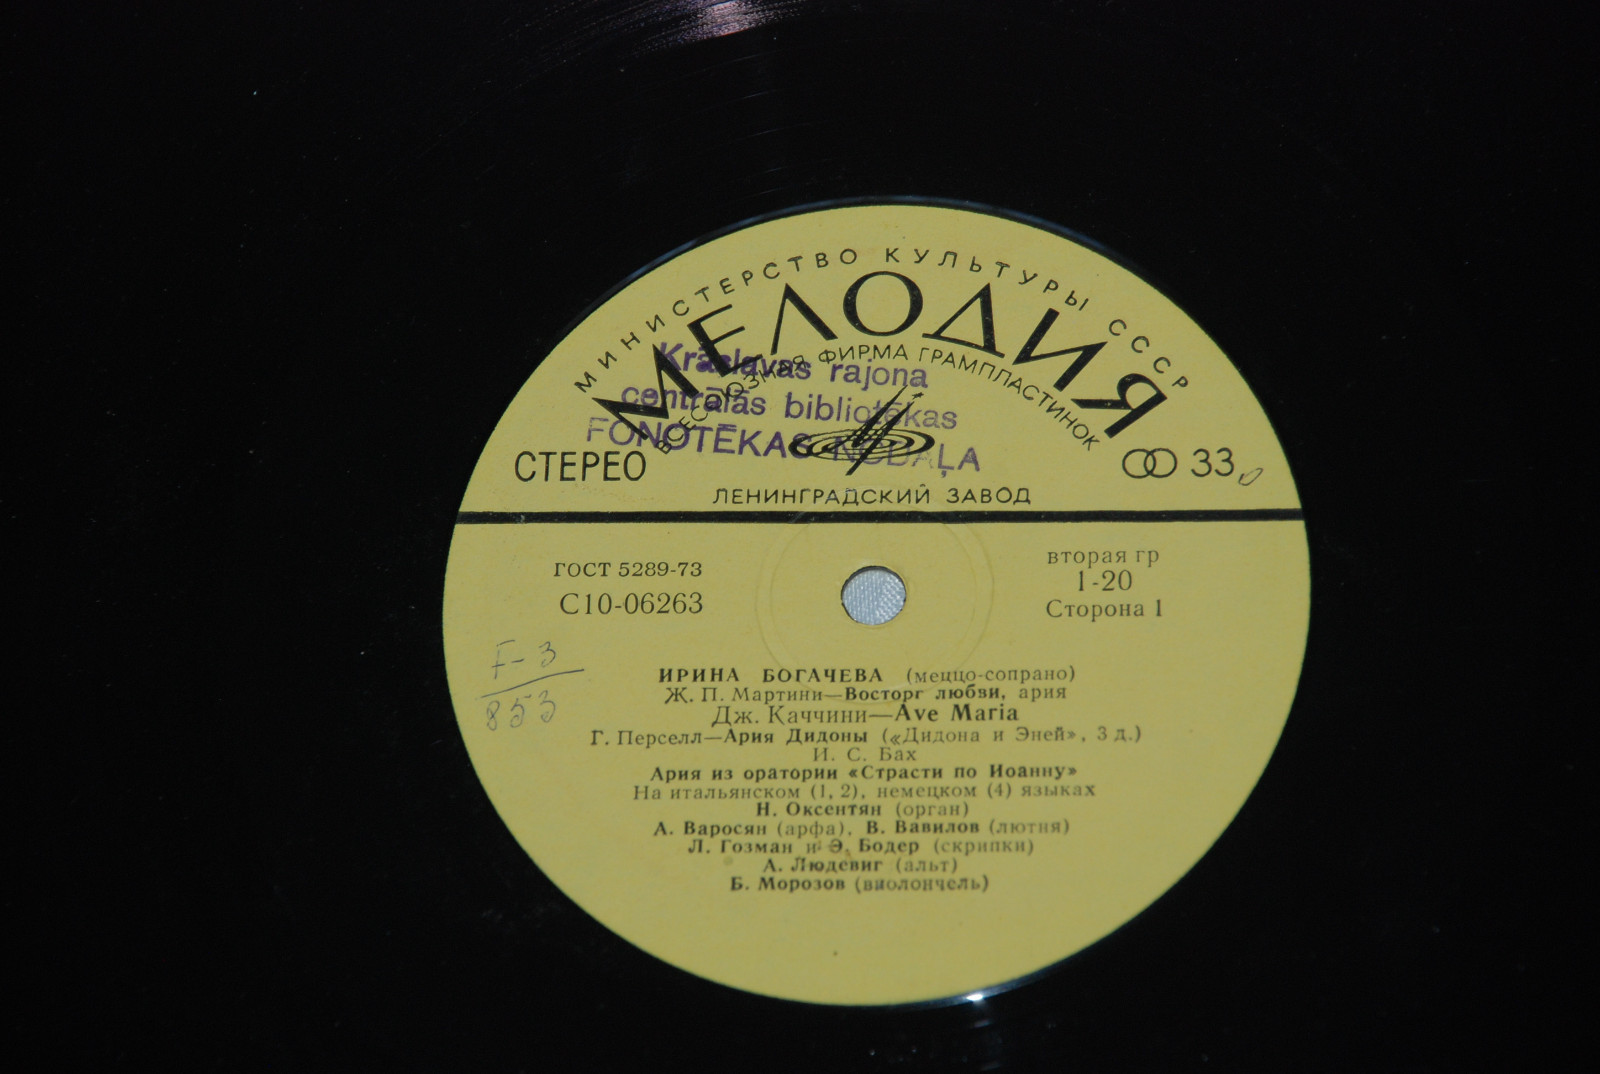 МИНИСТЕРСТВО КУЛЬТУРЫ СССР
МЕЛОДИЯ
ВСЕСОЮЗНАЯ ФИРМА ГРАМПЛАСТИНОК
Krāslavas rajona
centrālās bibliotēkas
FONOTĒKAS NODAĻA
СТЕРЕО
33
ЛЕНИНГРАДСКИЙ ЗАВОД
ГОСТ 5289-73
С10-06263
вторая гр
1-20
Сторона 1
F-3
853
ИРИНА БОГАЧЕВА (меццо-сопрано)
Ж. П. Мартини—Восторг любви, ария
Дж. Каччини—Ave Maria
Г. Перселл—Ария Дидоны («Дидона и Эней», 3 д.)
И. С. Бах
Ария из оратории «Страсти по Иоанну»
На итальянском (1, 2), немецком (4) языках
Н. Оксентян (орган)
А. Варосян (арфа), В. Вавилов (лютня)
Л. Гозман и Э. Бодер (скрипки)
А. Людевиг (альт)
Б. Морозов (виолончель)